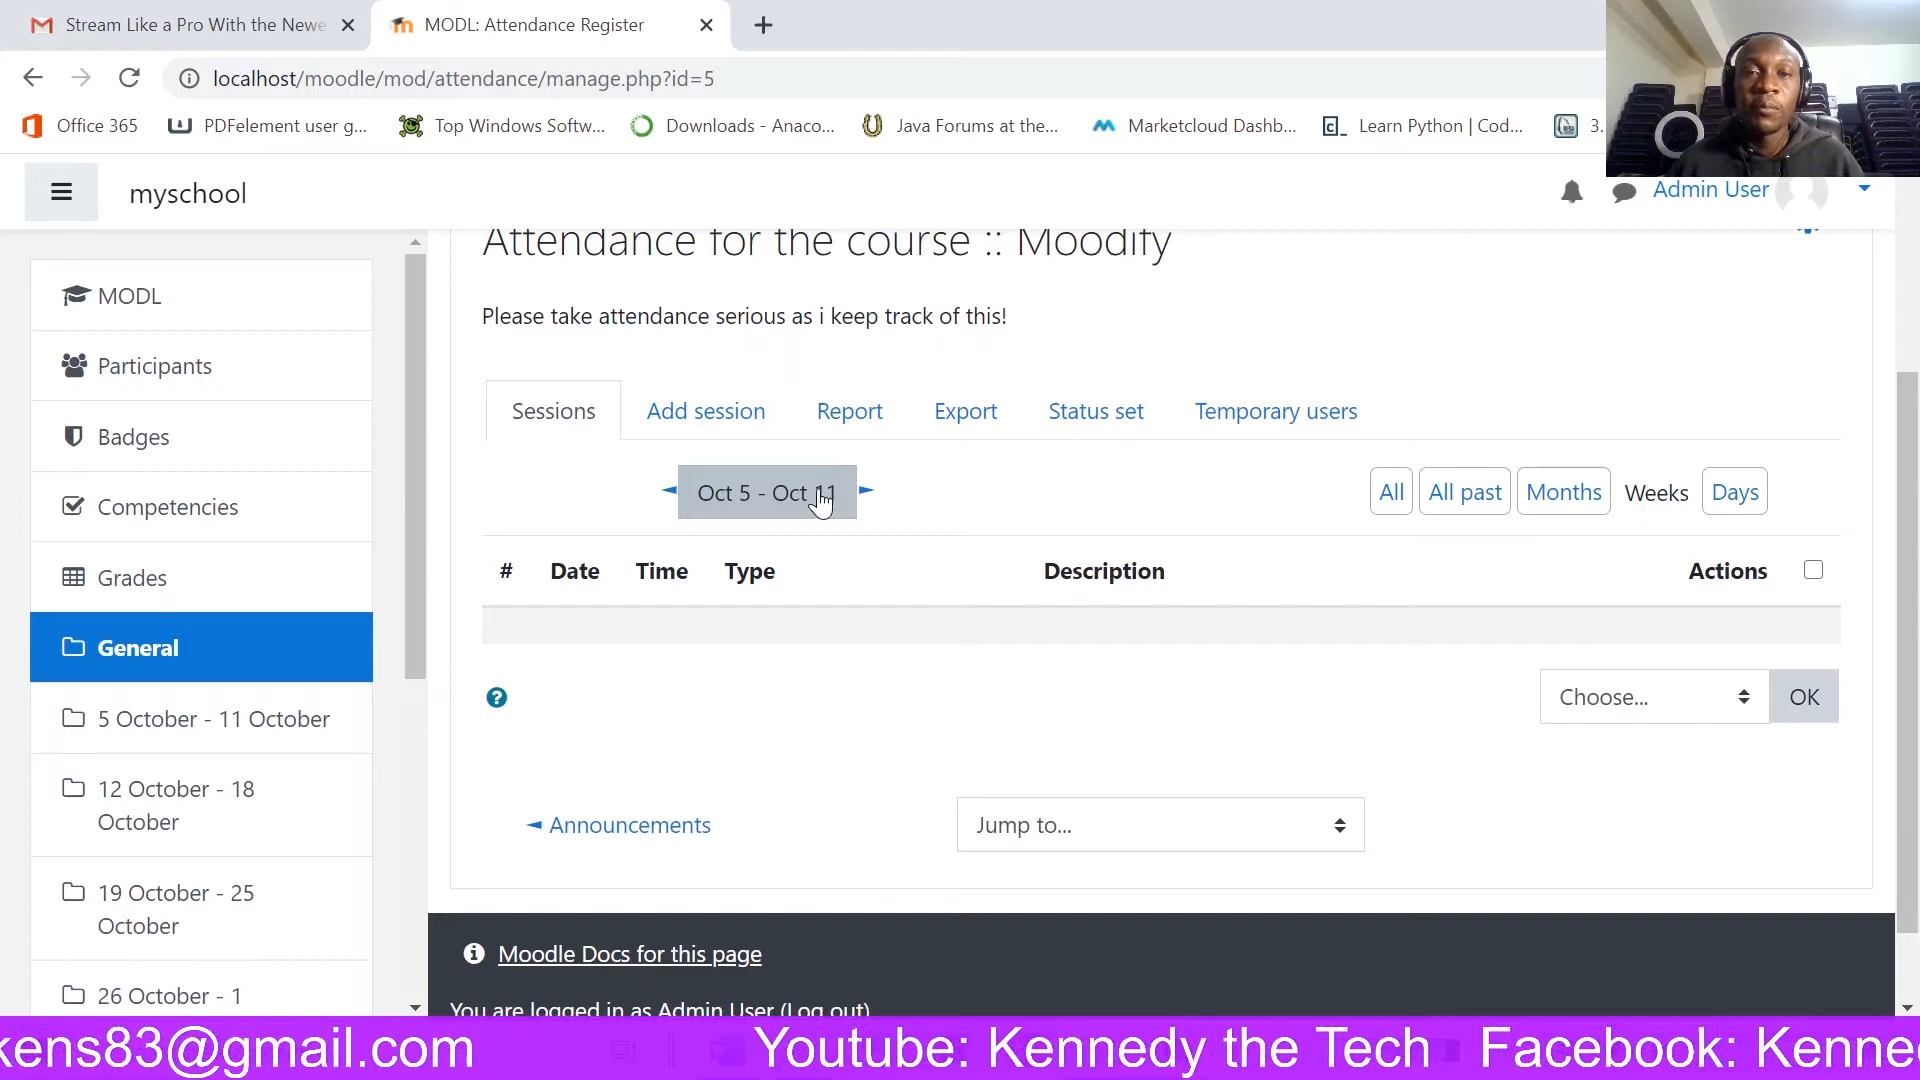 Stream Like a Pro With the Newe
MODL: Attendance Register
localhost/moodle/mod/attendance/manage.php?id=5
Office 365
PDFelement user g...
Top Windows Softw...
Downloads - Anaco...
Java Forums at the...
Marketcloud Dashb...
Learn Python | Cod...
3.
myschool
Admin User
MODL
Participants
Badges
Competencies
Grades
General
5 October - 11 October
12 October - 18
October
19 October - 25
October
26 October - 1
Attendance for the course :: Moodify
Please take attendance serious as i keep track of this!
Sessions
Add session
Report
Export
Status set
Temporary users
Oct 5 - Oct 11
All
All past
Months
Weeks
Days
# Date Time Type Description Actions
Choose...
OK
◄ Announcements
Jump to...
Moodle Docs for this page
You are logged in as Admin User (Log out)
kens83@gmail.com Youtube: Kennedy the Tech Facebook: Kenne